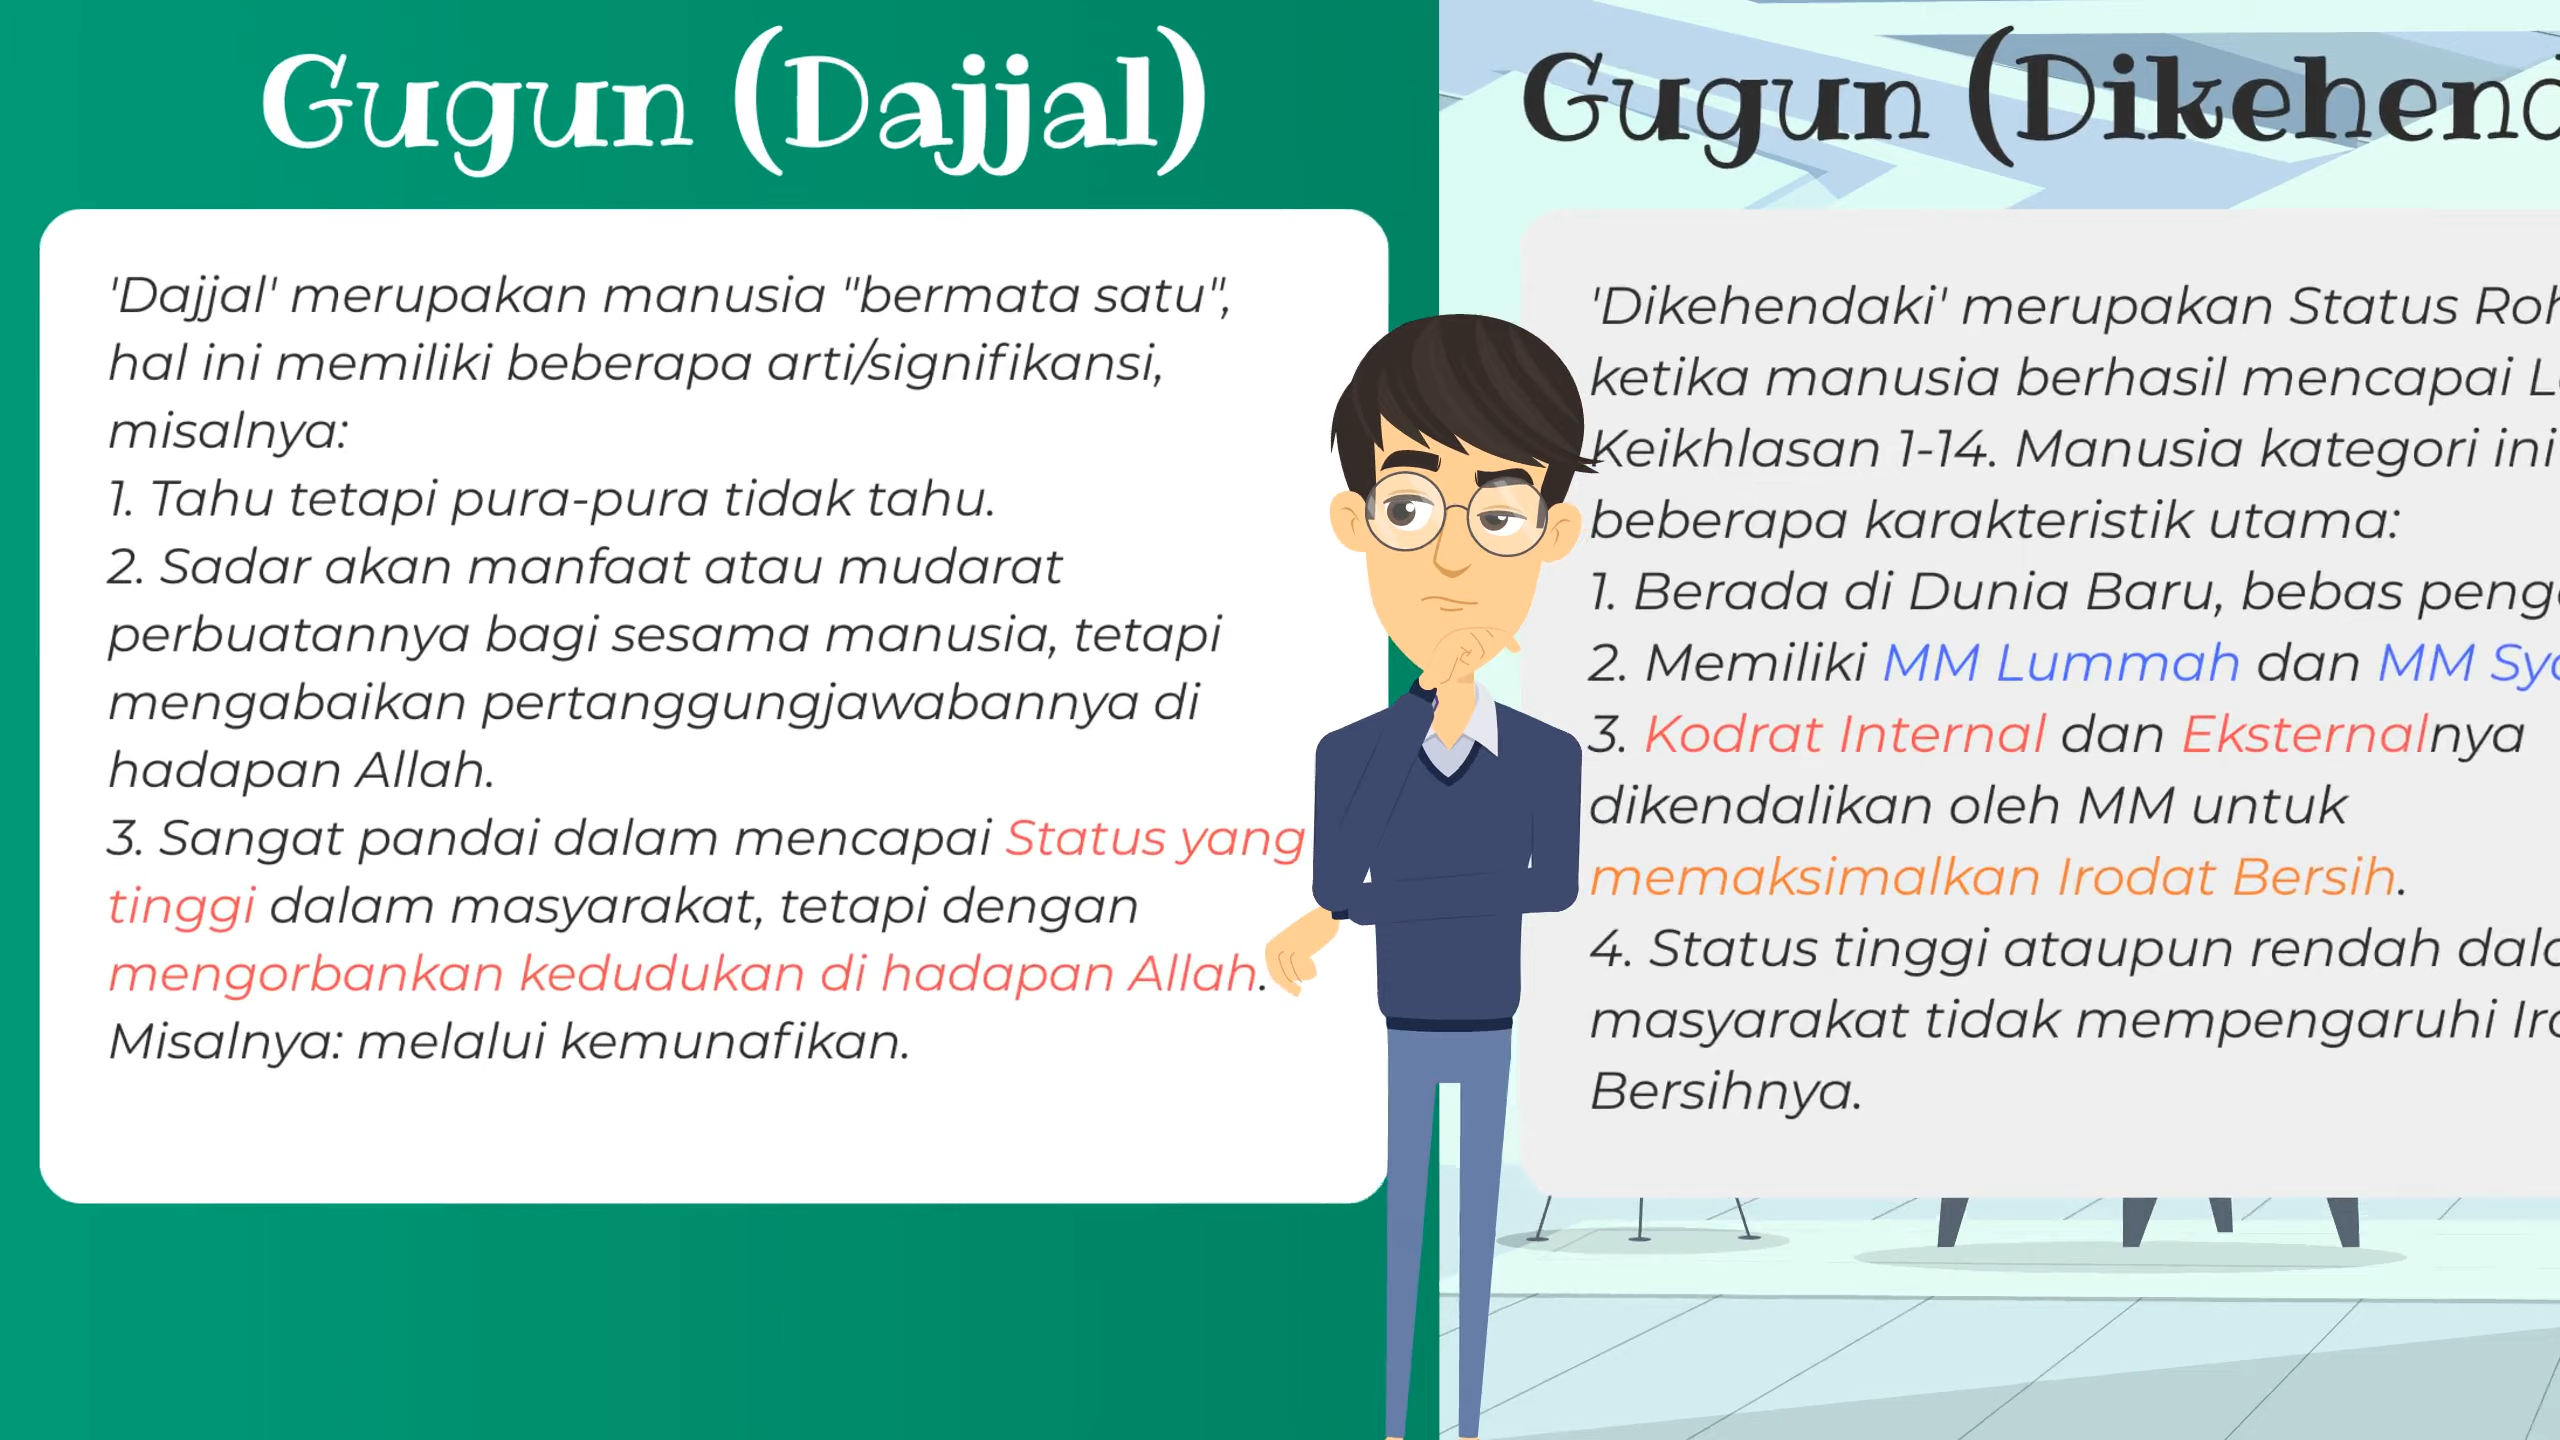 Gugun (Dajjal)
'Dajjal' merupakan manusia "bermata satu",
hal ini memiliki beberapa arti/signifikansi,
misalnya:
1. Tahu tetapi pura-pura tidak tahu.
2. Sadar akan manfaat atau mudarat
perbuatannya bagi sesama manusia, tetapi
mengabaikan pertanggungjawabannya di
hadapan Allah.
3. Sangat pandai dalam mencapai Status yang
tinggi dalam masyarakat, tetapi dengan
mengorbankan kedudukan di hadapan Allah.
Misalnya: melalui kemunafikan.
Gugun
'Dikehendaki' merupakan Status
ketika manusia berhasil mencapai
Keikhlasan 1-14. Manusia kategori ini
beberapa karakteristik utama:
1. Berada di Dunia Baru, bebas
2. Memiliki MM Lummah dan MM
3. Kodrat Internal dan Eksternalnya
dikendalikan oleh MM untuk
memaksimalkan Irodat Bersih.
4. Status tinggi ataupun rendah
masyarakat tidak mempengaruhi
Bersihnya.